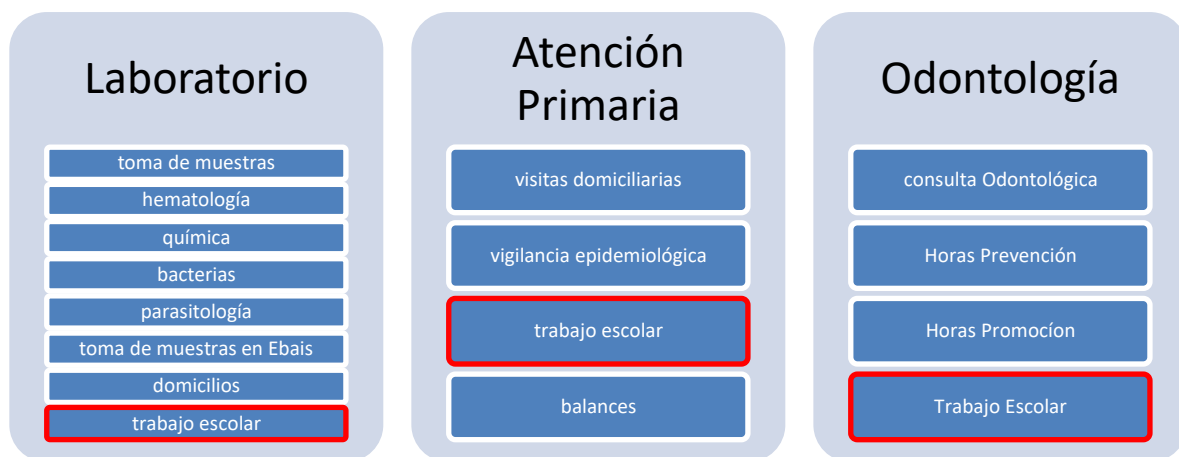 Laboratorio
toma de muestras
hematología
química
bacterias
parasitología
toma de muestras en Ebais
domicilios
trabajo escolar
Atención
Primaria
visitas domiciliarias
vigilancia epidemiológica
trabajo escolar
balances
Odontología
consulta Odontológica
Horas Prevención
Horas Promocíon
Trabajo Escolar